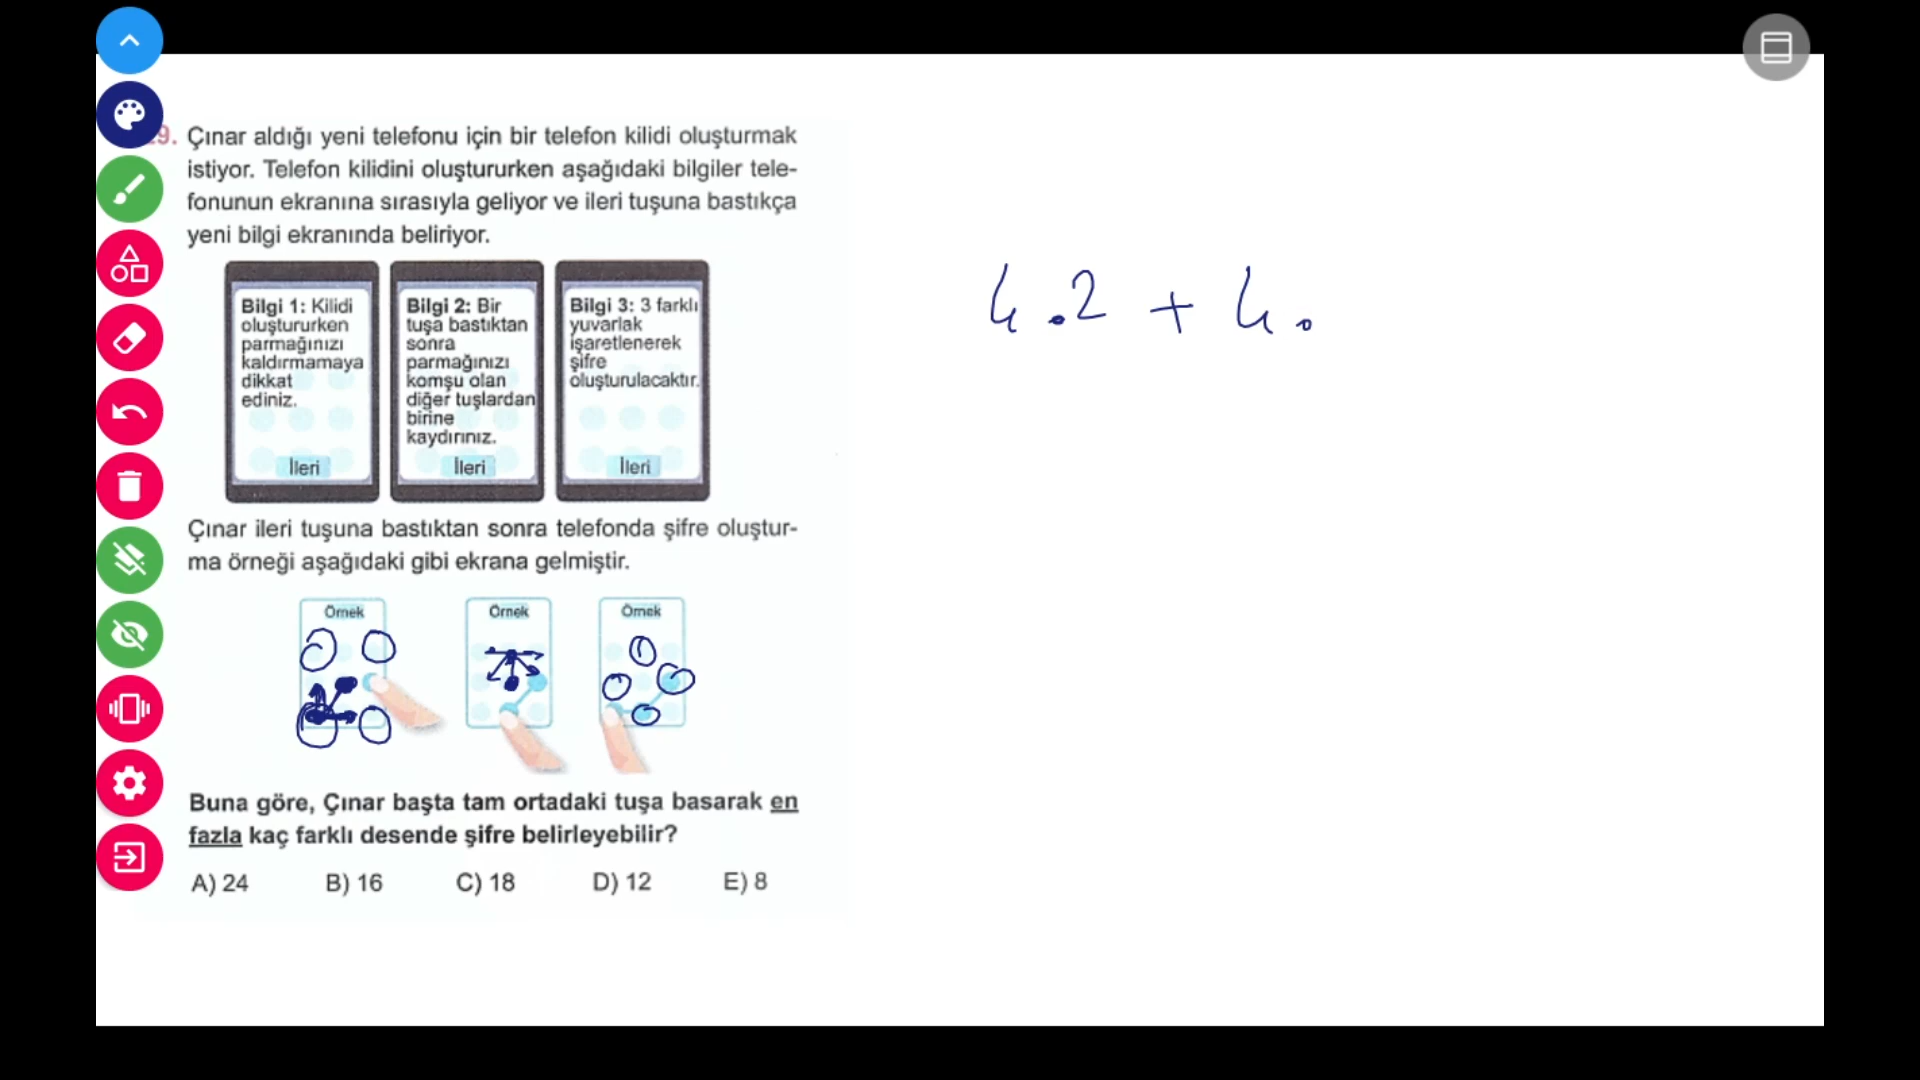 9. Çınar aldığı yeni telefonu için bir telefon kilidi oluşturmak
istiyor. Telefon kilidini oluştururken aşağıdaki bilgiler tele-
fonunun ekranına sırasıyla geliyor ve ileri tuşuna bastıkça
yeni bilgi ekranında beliriyor.
Bilgi 1: Kilidi
oluştururken
parmağınızı
kaldırmamaya
dikkat
ediniz.
İleri
Bilgi 2: Bir
tuşa bastıktan
sonra
parmağınızı
komşu olan
diğer tuşlardan
birine
kaydırınız.
İleri
Bilgi 3: 3 farklı
yuvarlak
işaretlenerek
şifre
oluşturulacaktır.
İleri
Çınar ileri tuşuna bastıktan sonra telefonda şifre oluştur-
ma örneği aşağıdaki gibi ekrana gelmiştir.
Örnek
Örnek
Örnek
Buna göre, Çınar başta tam ortadaki tuşa basarak en
fazla kaç farklı desende şifre belirleyebilir?
A) 24 B) 16 C) 18 D) 12 E) 8
4.2 + 4.